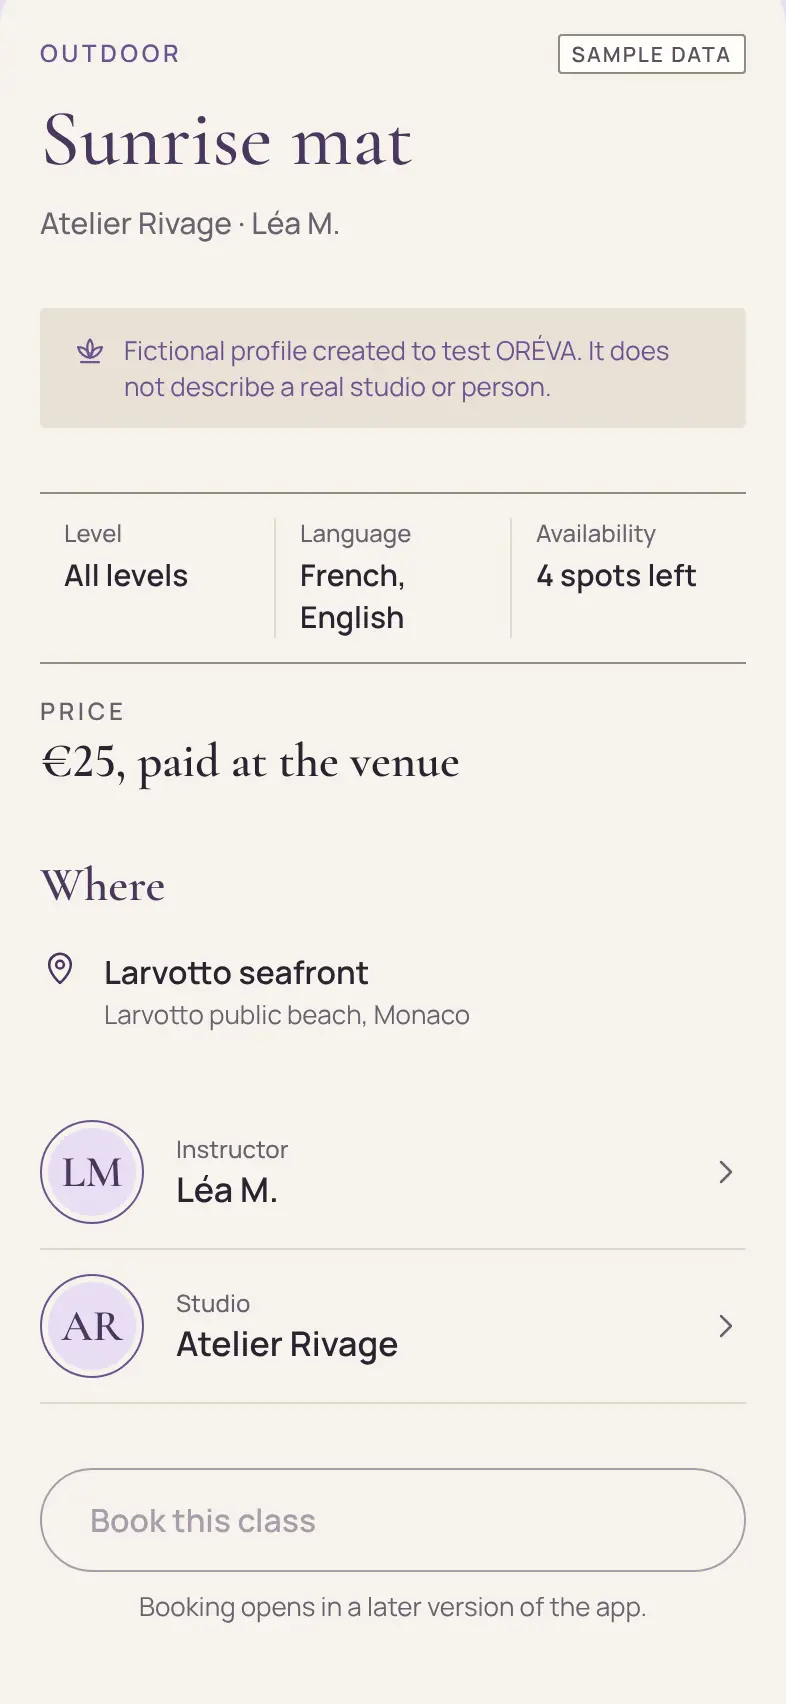 OUTDOOR
SAMPLE DATA
Sunrise mat
Atelier Rivage · Léa M.
Fictional profile created to test ORÉVA. It does
not describe a real studio or person.
Level
All levels
Language
French,
English
Availability
4 spots left
PRICE
€25, paid at the venue
Where
Larvotto seafront
Larvotto public beach, Monaco
LM
Instructor
Léa M.
AR
Studio
Atelier Rivage
Book this class
Booking opens in a later version of the app.